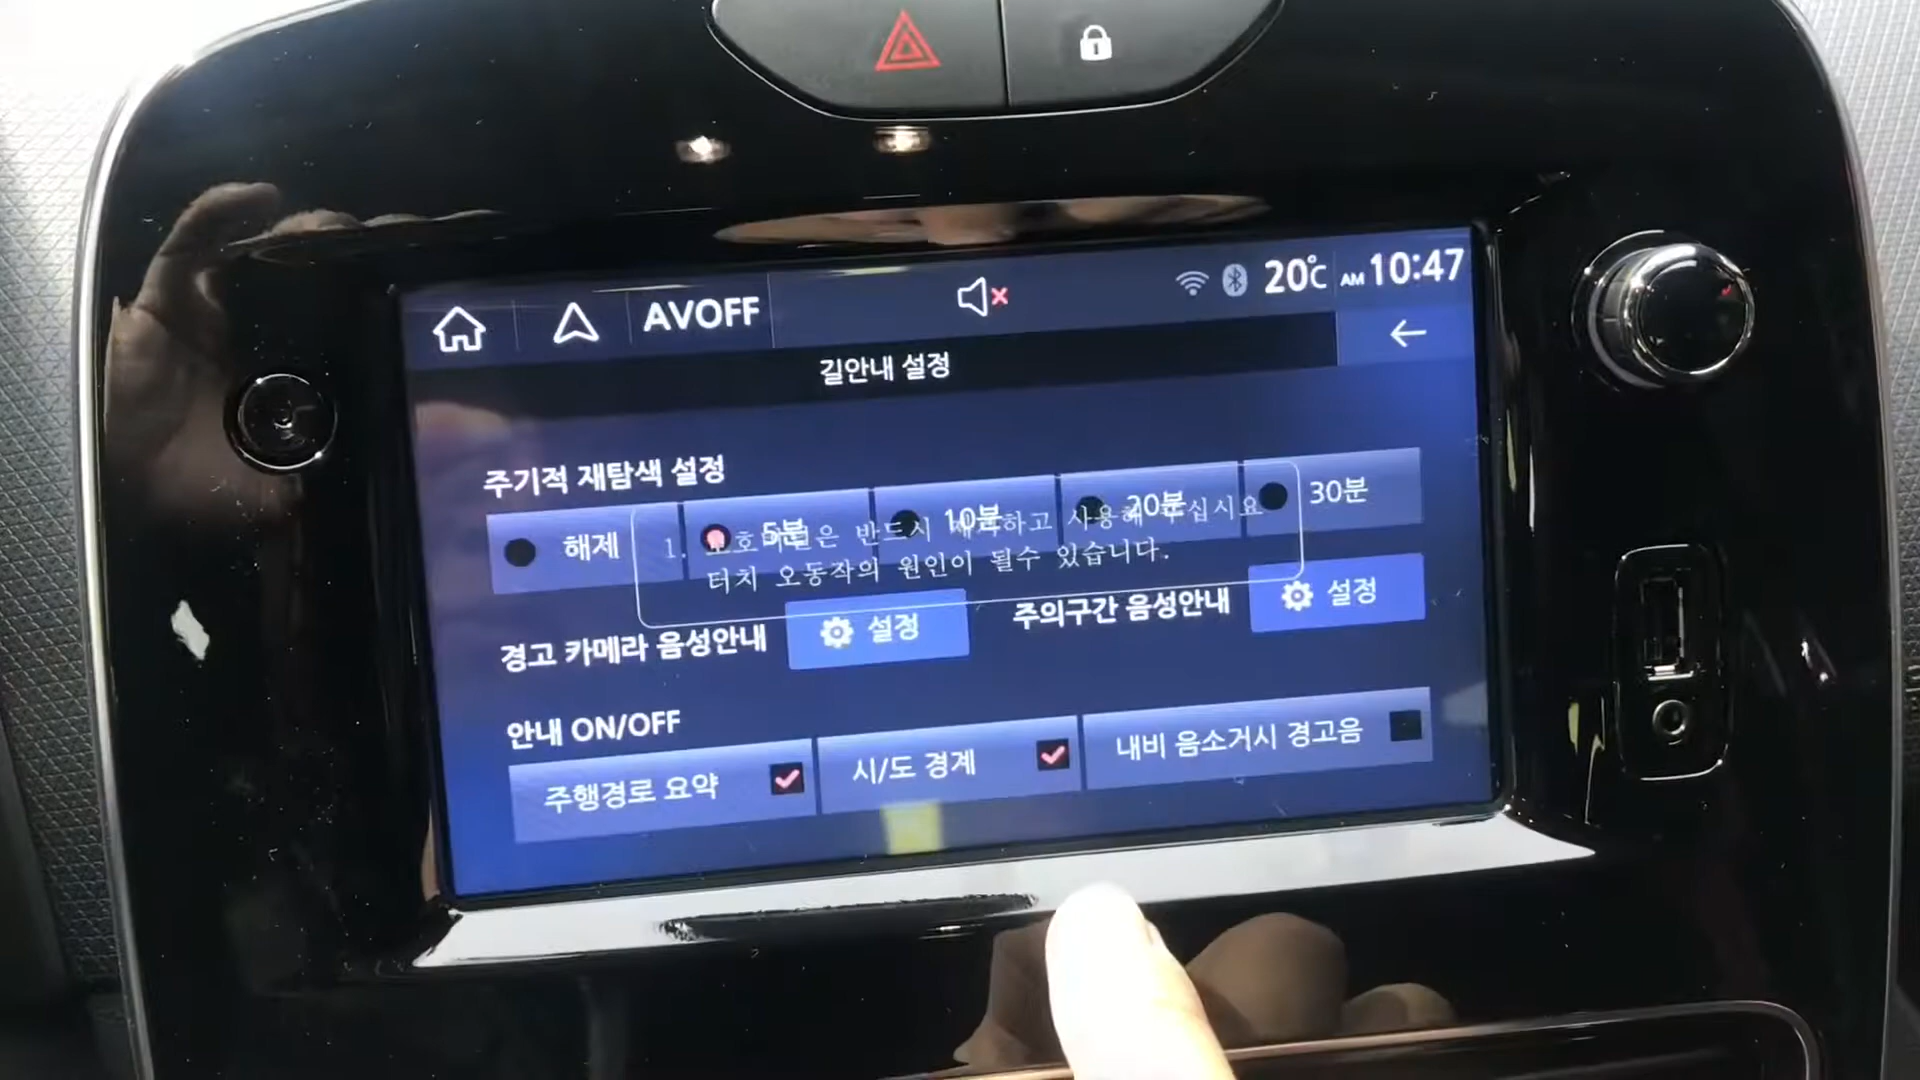 AVOFF
20℃ AM 10:47
길안내 설정
주기적 재탐색 설정
해제
5분
10분
20분
30분
1. 보호비닐은 반드시 제거하고 사용해 주십시요
터치 오동작의 원인이 될수 있습니다.
경고 카메라 음성안내
설정
주의구간 음성안내
설정
안내 ON/OFF
주행경로 요약
시/도 경계
내비 음소거시 경고음